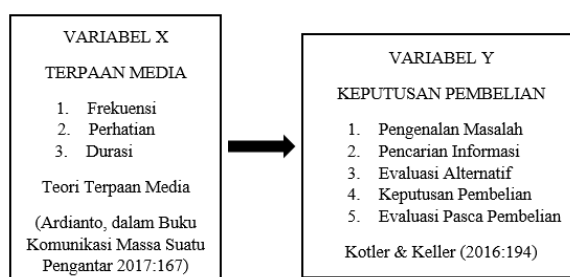 VARIABEL X
TERPAAN MEDIA
1. Frekuensi
2. Perhatian
3. Durasi
Teori Terpaan Media
(Ardianto, dalam Buku
Komunikasi Massa Suatu
Pengantar 2017:167)
VARIABEL Y
KEPUTUSAN PEMBELIAN
1. Pengenalan Masalah
2. Pencarian Informasi
3. Evaluasi Alternatif
4. Keputusan Pembelian
5. Evaluasi Pasca Pembelian
Kotler & Keller (2016:194)